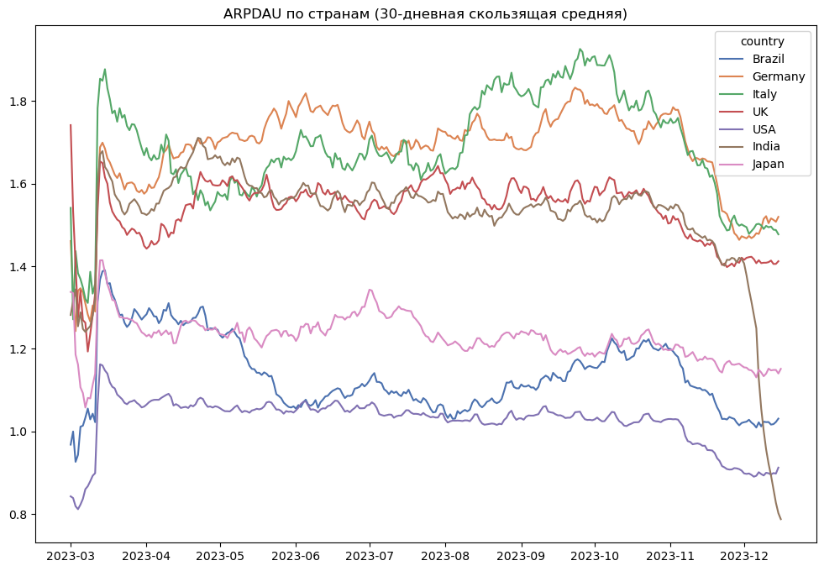 ARPDAU по странам (30-дневная скользящая средняя)
country
Brazil
Germany
Italy
UK
USA
India
Japan
1.8
1.6
1.4
1.2
1.0
0.8
2023-03 2023-04 2023-05 2023-06 2023-07 2023-08 2023-09 2023-10 2023-11 2023-12